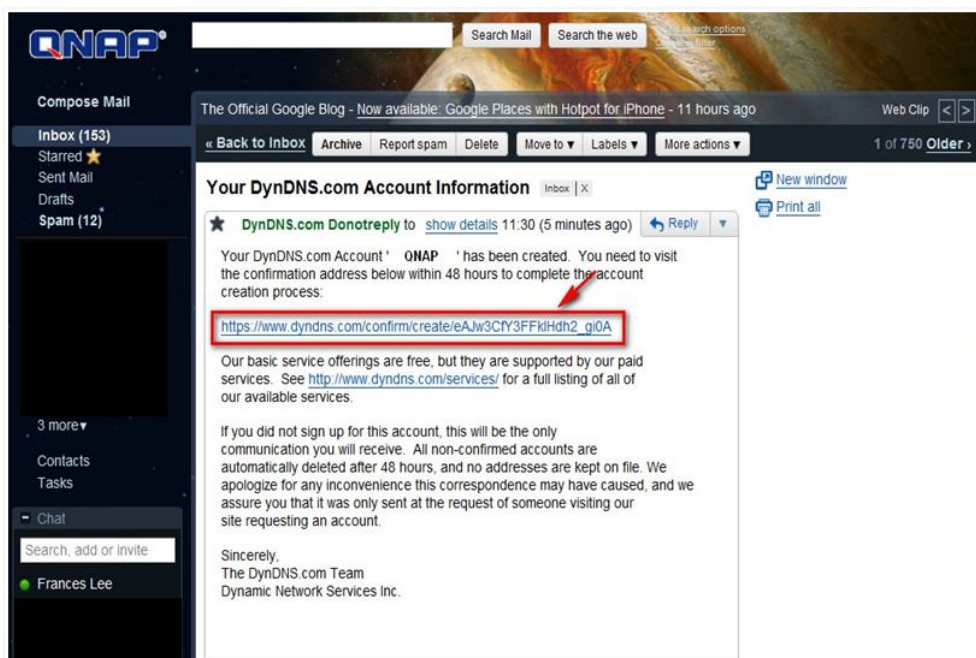 QNAP
Search Mail
Search the web
search options
filter
Compose Mail
The Official Google Blog - Now available: Google Places with Hotpot for iPhone - 11 hours ago
Web Clip < >
Inbox (153)
Starred
Sent Mail
Drafts
Spam (12)
« Back to Inbox Archive Report spam Delete Move to ▼ Labels ▼ More actions ▼ 1 of 750 Older ›
Your DynDNS.com Account Information Inbox | X
New window
Print all
DynDNS.com Donotreply to show details 11:30 (5 minutes ago) Reply ▼
Your DynDNS.com Account ' QNAP ' has been created. You need to visit
the confirmation address below within 48 hours to complete the account
creation process:
https://www.dyndns.com/confirm/create/eAJw3CfY3FFklHdh2_gi0A
Our basic service offerings are free, but they are supported by our paid
services. See http://www.dyndns.com/services/ for a full listing of all of
our available services.
If you did not sign up for this account, this will be the only
communication you will receive. All non-confirmed accounts are
automatically deleted after 48 hours, and no addresses are kept on file. We
apologize for any inconvenience this correspondence may have caused, and we
assure you that it was only sent at the request of someone visiting our
site requesting an account.
Sincerely,
The DynDNS.com Team
Dynamic Network Services Inc.
3 more▼
Contacts
Tasks
Chat
Search, add or invite
Frances Lee